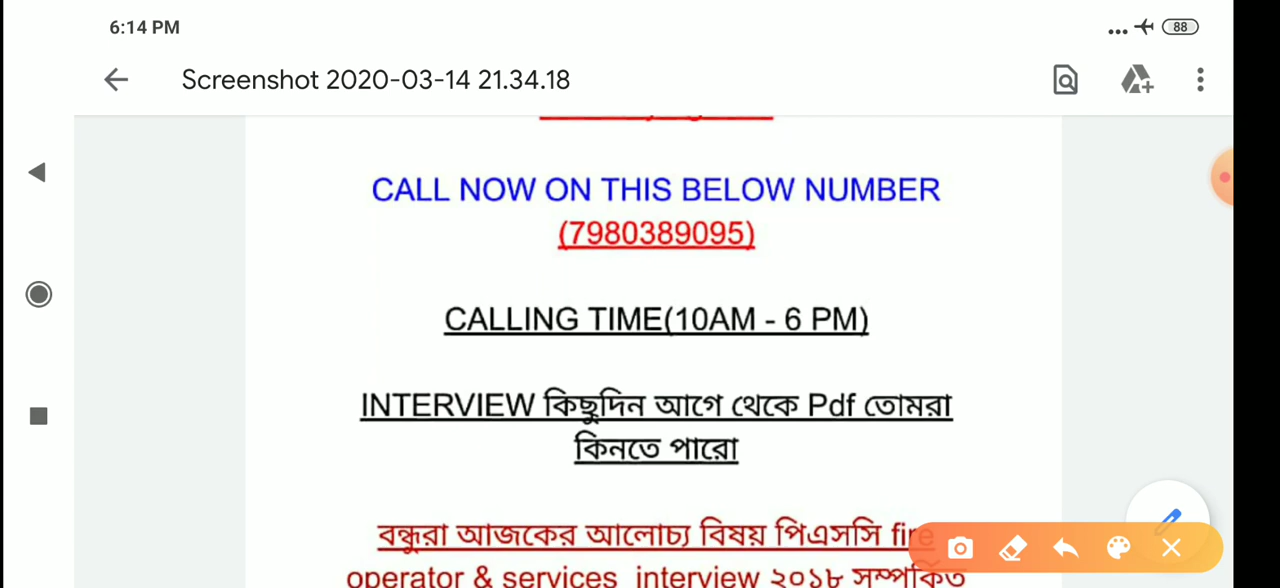 6:14 PM
88
Screenshot 2020-03-14 21.34.18
CALL NOW ON THIS BELOW NUMBER
(7980389095)
CALLING TIME(10AM - 6 PM)
INTERVIEW কিছুদিন আগে থেকে Pdf তোমরা
কিনতে পারো
বন্ধুরা আজকের আলোচ্য বিষয় পিএসসি fire
operator & services interview ২০১৮ সম্পর্কিত